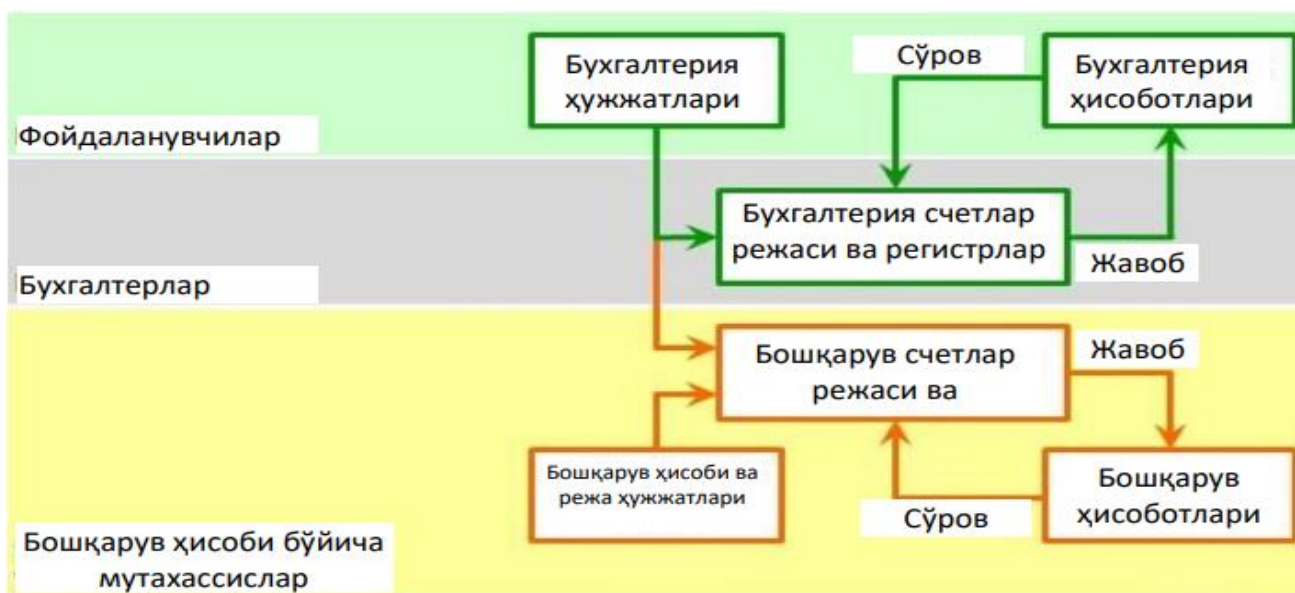 Бухгалтерия
ҳужжатлари
Сўров
Бухгалтерия
ҳисоботлари
Фойдаланувчилар
Бухгалтерия счетлар
режаси ва регистрлар
Жавоб
Бухгалтерлар
Бошқарув счетлар
режаси ва
Жавоб
Бошқарув ҳисоби ва
режа ҳужжатлари
Сўров
Бошқарув
ҳисоботлари
Бошқарув ҳисоби бўйича
мутахассислар